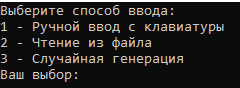 Выберите способ ввода:
1 - Ручной ввод с клавиатуры
2 - Чтение из файла
3 - Случайная генерация
Ваш выбор: